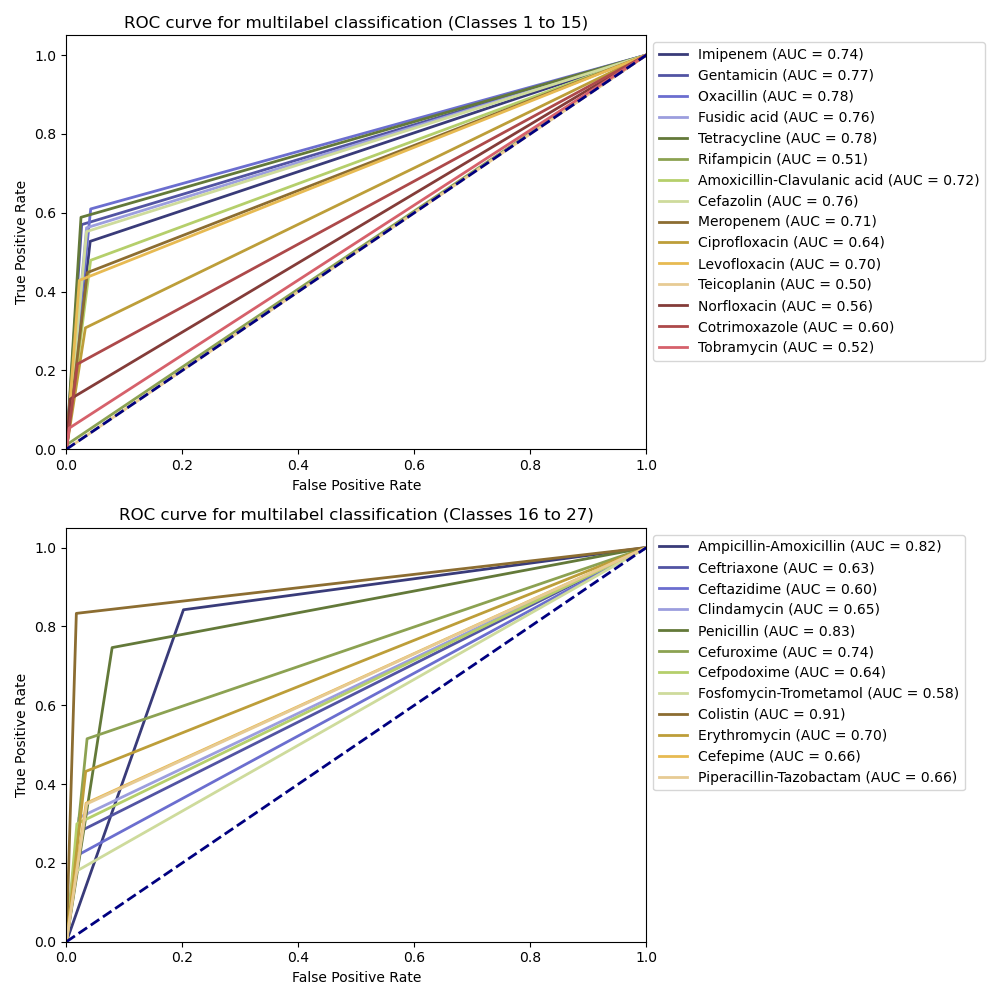 ROC curve for multilabel classification (Classes 1 to 15)
True Positive Rate
1.0
0.8
0.6
0.4
0.2
0.0
0.0 0.2 0.4 0.6 0.8 1.0
False Positive Rate
Imipenem (AUC = 0.74)
Gentamicin (AUC = 0.77)
Oxacillin (AUC = 0.78)
Fusidic acid (AUC = 0.76)
Tetracycline (AUC = 0.78)
Rifampicin (AUC = 0.51)
Amoxicillin-Clavulanic acid (AUC = 0.72)
Cefazolin (AUC = 0.76)
Meropenem (AUC = 0.71)
Ciprofloxacin (AUC = 0.64)
Levofloxacin (AUC = 0.70)
Teicoplanin (AUC = 0.50)
Norfloxacin (AUC = 0.56)
Cotrimoxazole (AUC = 0.60)
Tobramycin (AUC = 0.52)
ROC curve for multilabel classification (Classes 16 to 27)
True Positive Rate
1.0
0.8
0.6
0.4
0.2
0.0
0.0 0.2 0.4 0.6 0.8 1.0
False Positive Rate
Ampicillin-Amoxicillin (AUC = 0.82)
Ceftriaxone (AUC = 0.63)
Ceftazidime (AUC = 0.60)
Clindamycin (AUC = 0.65)
Penicillin (AUC = 0.83)
Cefuroxime (AUC = 0.74)
Cefpodoxime (AUC = 0.64)
Fosfomycin-Trometamol (AUC = 0.58)
Colistin (AUC = 0.91)
Erythromycin (AUC = 0.70)
Cefepime (AUC = 0.66)
Piperacillin-Tazobactam (AUC = 0.66)